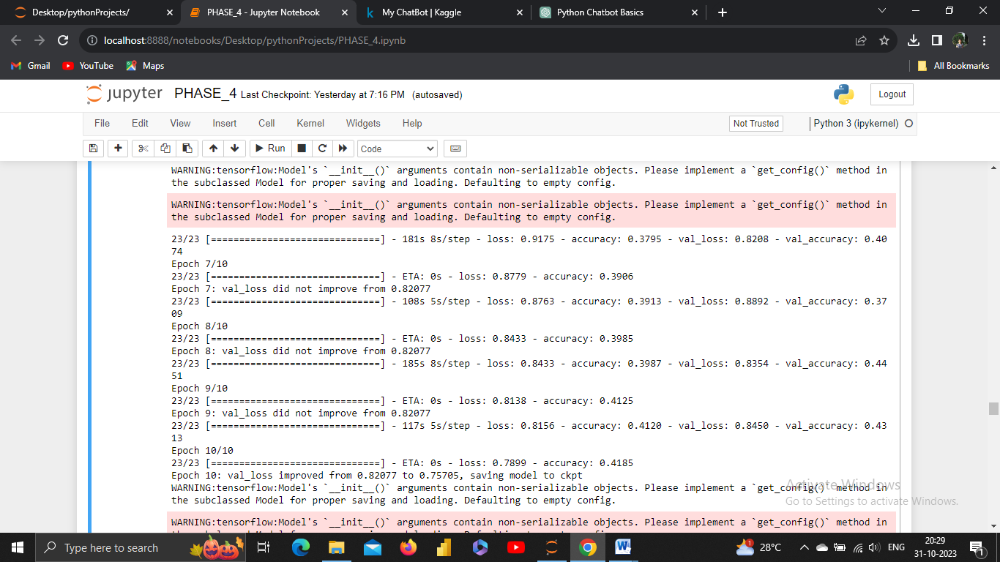 Desktop/pythonProjects/
PHASE_4 - Jupyter Notebook
My ChatBot | Kaggle
Python Chatbot Basics
localhost:8888/notebooks/Desktop/pythonProjects/PHASE_4.ipynb
Gmail
YouTube
Maps
All Bookmarks
jupyter PHASE_4 Last Checkpoint: Yesterday at 7:16 PM (autosaved)
Logout
File Edit View Insert Cell Kernel Widgets Help
Not Trusted
Python 3 (ipykernel)
Run
Code
WARNING:tensorflow:Model's `__init__()` arguments contain non-serializable objects. Please implement a `get_config()` method in
the subclassed Model for proper saving and loading. Defaulting to empty config.
WARNING:tensorflow:Model's `__init__()` arguments contain non-serializable objects. Please implement a `get_config()` method in
the subclassed Model for proper saving and loading. Defaulting to empty config.
23/23 [==============================] - 181s 8s/step - loss: 0.9175 - accuracy: 0.3795 - val_loss: 0.8208 - val_accuracy: 0.40
74
Epoch 7/10
23/23 [==============================] - ETA: 0s - loss: 0.8779 - accuracy: 0.3906
Epoch 7: val_loss did not improve from 0.82077
23/23 [==============================] - 108s 5s/step - loss: 0.8763 - accuracy: 0.3913 - val_loss: 0.8892 - val_accuracy: 0.37
09
Epoch 8/10
23/23 [==============================] - ETA: 0s - loss: 0.8433 - accuracy: 0.3985
Epoch 8: val_loss did not improve from 0.82077
23/23 [==============================] - 185s 8s/step - loss: 0.8433 - accuracy: 0.3987 - val_loss: 0.8354 - val_accuracy: 0.44
51
Epoch 9/10
23/23 [==============================] - ETA: 0s - loss: 0.8138 - accuracy: 0.4125
Epoch 9: val_loss did not improve from 0.82077
23/23 [==============================] - 117s 5s/step - loss: 0.8156 - accuracy: 0.4120 - val_loss: 0.8450 - val_accuracy: 0.43
13
Epoch 10/10
23/23 [==============================] - ETA: 0s - loss: 0.7899 - accuracy: 0.4185
Epoch 10: val_loss improved from 0.82077 to 0.75705, saving model to ckpt
WARNING:tensorflow:Model's `__init__()` arguments contain non-serializable objects. Please implement a `get_config()` method in
the subclassed Model for proper saving and loading. Defaulting to empty config.
Activate Windows
Go to Settings to activate Windows.
WARNING:tensorflow:Model's `__init__()` arguments contain non-serializable objects. Please implement a `get_config()` method in
Type here to search
1
28°C
ENG
20:29
31-10-2023
1